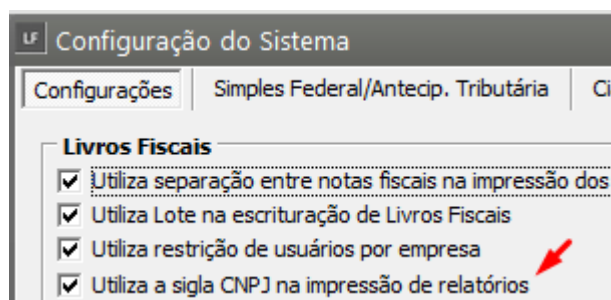 LF Configuração do Sistema
Configurações Simples Federal/Antecip. Tributária Ci
Livros Fiscais
Utiliza separação entre notas fiscais na impressão dos
Utiliza Lote na escrituração de Livros Fiscais
Utiliza restrição de usuários por empresa
Utiliza a sigla CNPJ na impressão de relatórios